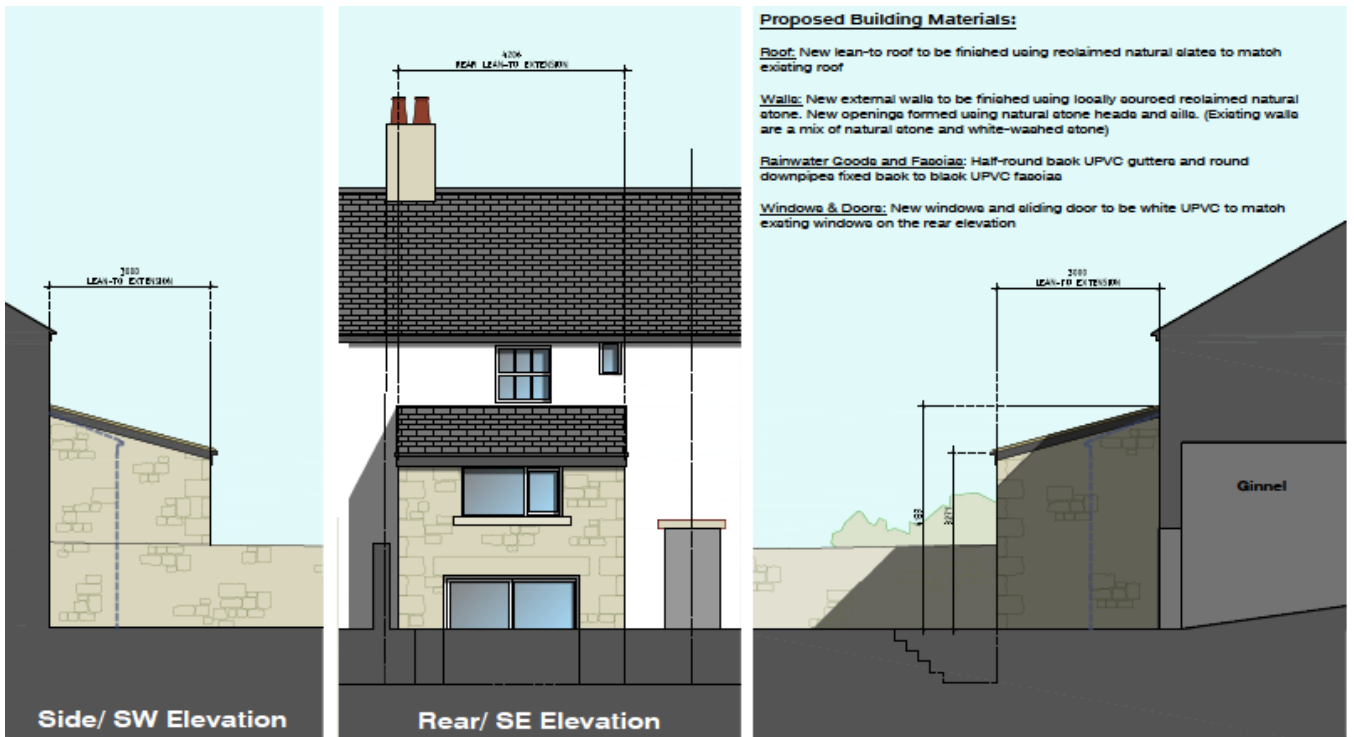 4206
REAR LEAN-TO EXTENSION
3000
LEAN-TO EXTENSION
Side/ SW Elevation
Rear/ SE Elevation
Proposed Building Materials:
Roof: New lean-to roof to be finished using reclaimed natural slates to match
existing roof
Walls: New external walls to be finished using locally sourced reclaimed natural
stone. New openings formed using natural stone heads and sills. (Existing walls
are a mix of natural stone and white-washed stone)
Rainwater Goods and Fascias: Half-round back UPVC gutters and round
downpipes fixed back to black UPVC fascias
Windows & Doors: New windows and sliding door to be white UPVC to match
exsting windows on the rear elevation
3000
LEAN-TO EXTENSION
3271
Ginnel